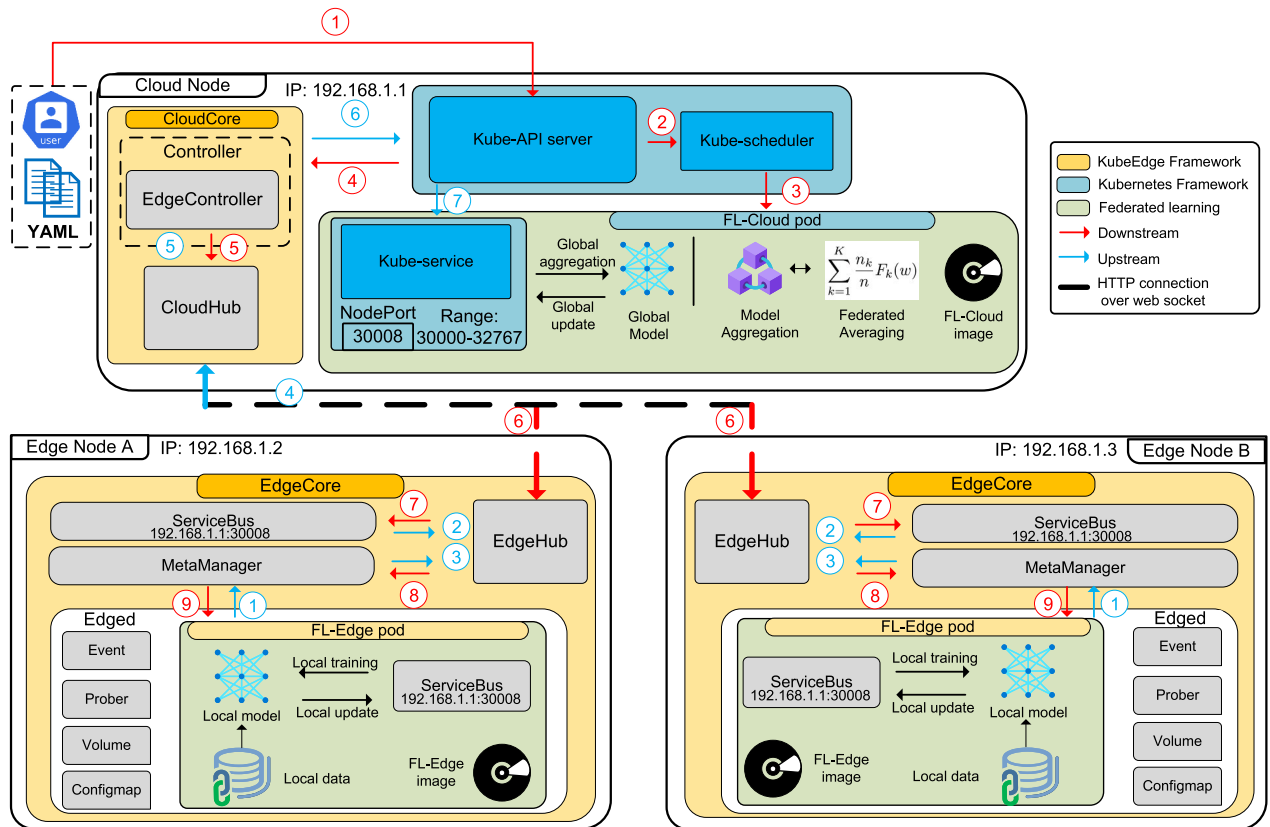 1
Cloud Node
IP: 192.168.1.1
user
YAML
CloudCore
Controller
EdgeController
5
5
CloudHub
6
4
Kube-API server
2
Kube-scheduler
7
3
FL-Cloud pod
Kube-service
NodePort
30008
Range:
30000-32767
Global
aggregation
Global
update
Global
Model
Model
Aggregation
K
∑ n_k/n F_k(w)
k=1
Federated
Averaging
FL-Cloud
image
KubeEdge Framework
Kubernetes Framework
Federated learning
Downstream
Upstream
HTTP connection
over web socket
4
6
6
Edge Node A
IP: 192.168.1.2
EdgeCore
ServiceBus
192.168.1.1:30008
MetaManager
7
2
3
8
EdgeHub
9
1
Edged
Event
Prober
Volume
Configmap
FL-Edge pod
Local training
Local update
Local model
ServiceBus
192.168.1.1:30008
Local data
FL-Edge
image
IP: 192.168.1.3
Edge Node B
EdgeCore
EdgeHub
7
2
3
8
ServiceBus
192.168.1.1:30008
MetaManager
9
1
FL-Edge pod
ServiceBus
192.168.1.1:30008
Local training
Local update
Local model
FL-Edge
image
Local data
Edged
Event
Prober
Volume
Configmap